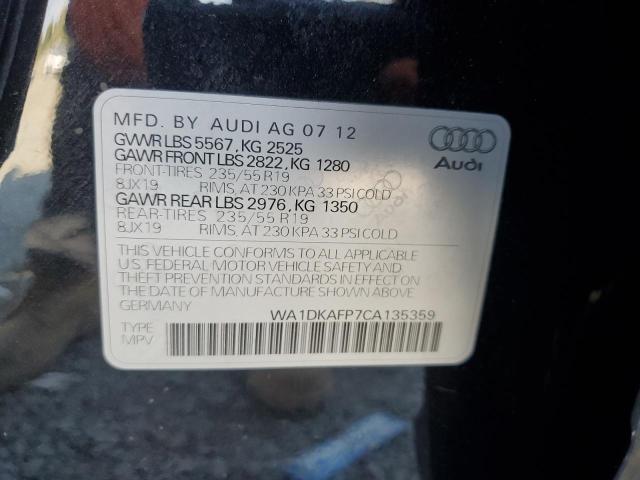 MFD. BY AUDI AG 07 12
GVWR LBS 5567, KG 2525
GAWR FRONT LBS 2822, KG 1280
FRONT-TIRES 235/55 R19
8JX19 RIMS, AT 230 KPA 33 PSI COLD
GAWR REAR LBS 2976, KG 1350
REAR-TIRES 235/55 R19
8JX19 RIMS, AT 230 KPA 33 PSI COLD
THIS VEHICLE CONFORMS TO ALL APPLICABLE
U.S. FEDERAL MOTOR VEHICLE SAFETY AND
THEFT PREVENTION STANDARDS IN EFFECT ON
THE DATE OF MANUFACTURE SHOWN ABOVE.
GERMANY
WA1DKAFP7CA135359
TYPE
MPV
Audi
Audi